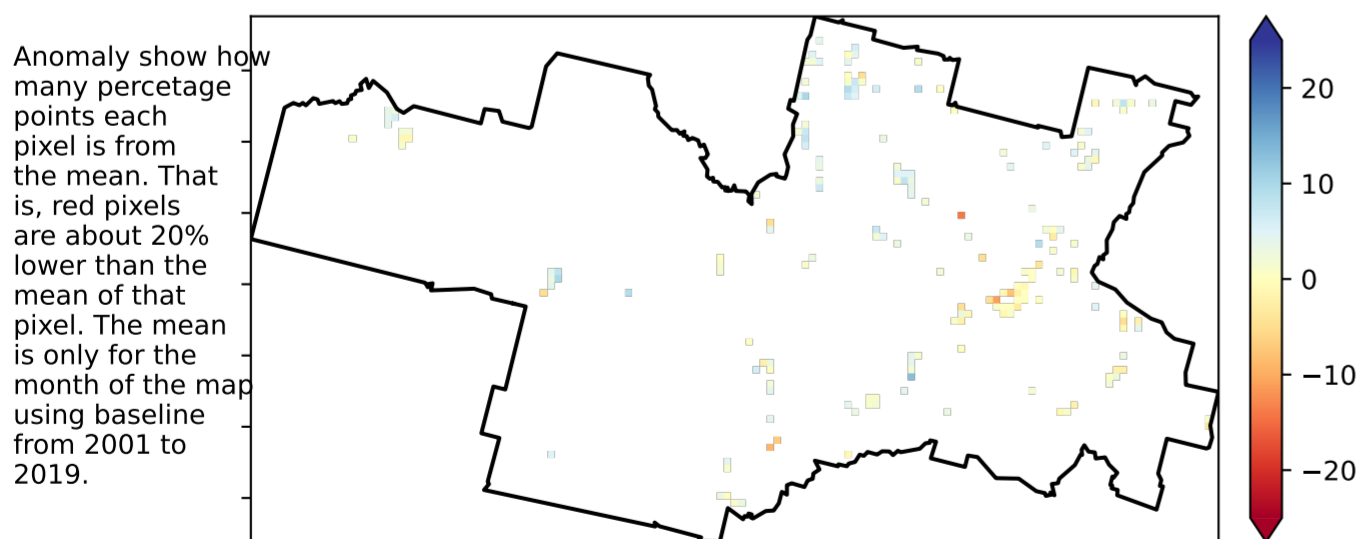 Anomaly show how
many percetage
points each
pixel is from
the mean. That
is, red pixels
are about 20%
lower than the
mean of that
pixel. The mean
is only for the
month of the map
using baseline
from 2001 to
2019.
20
10
0
−10
−20